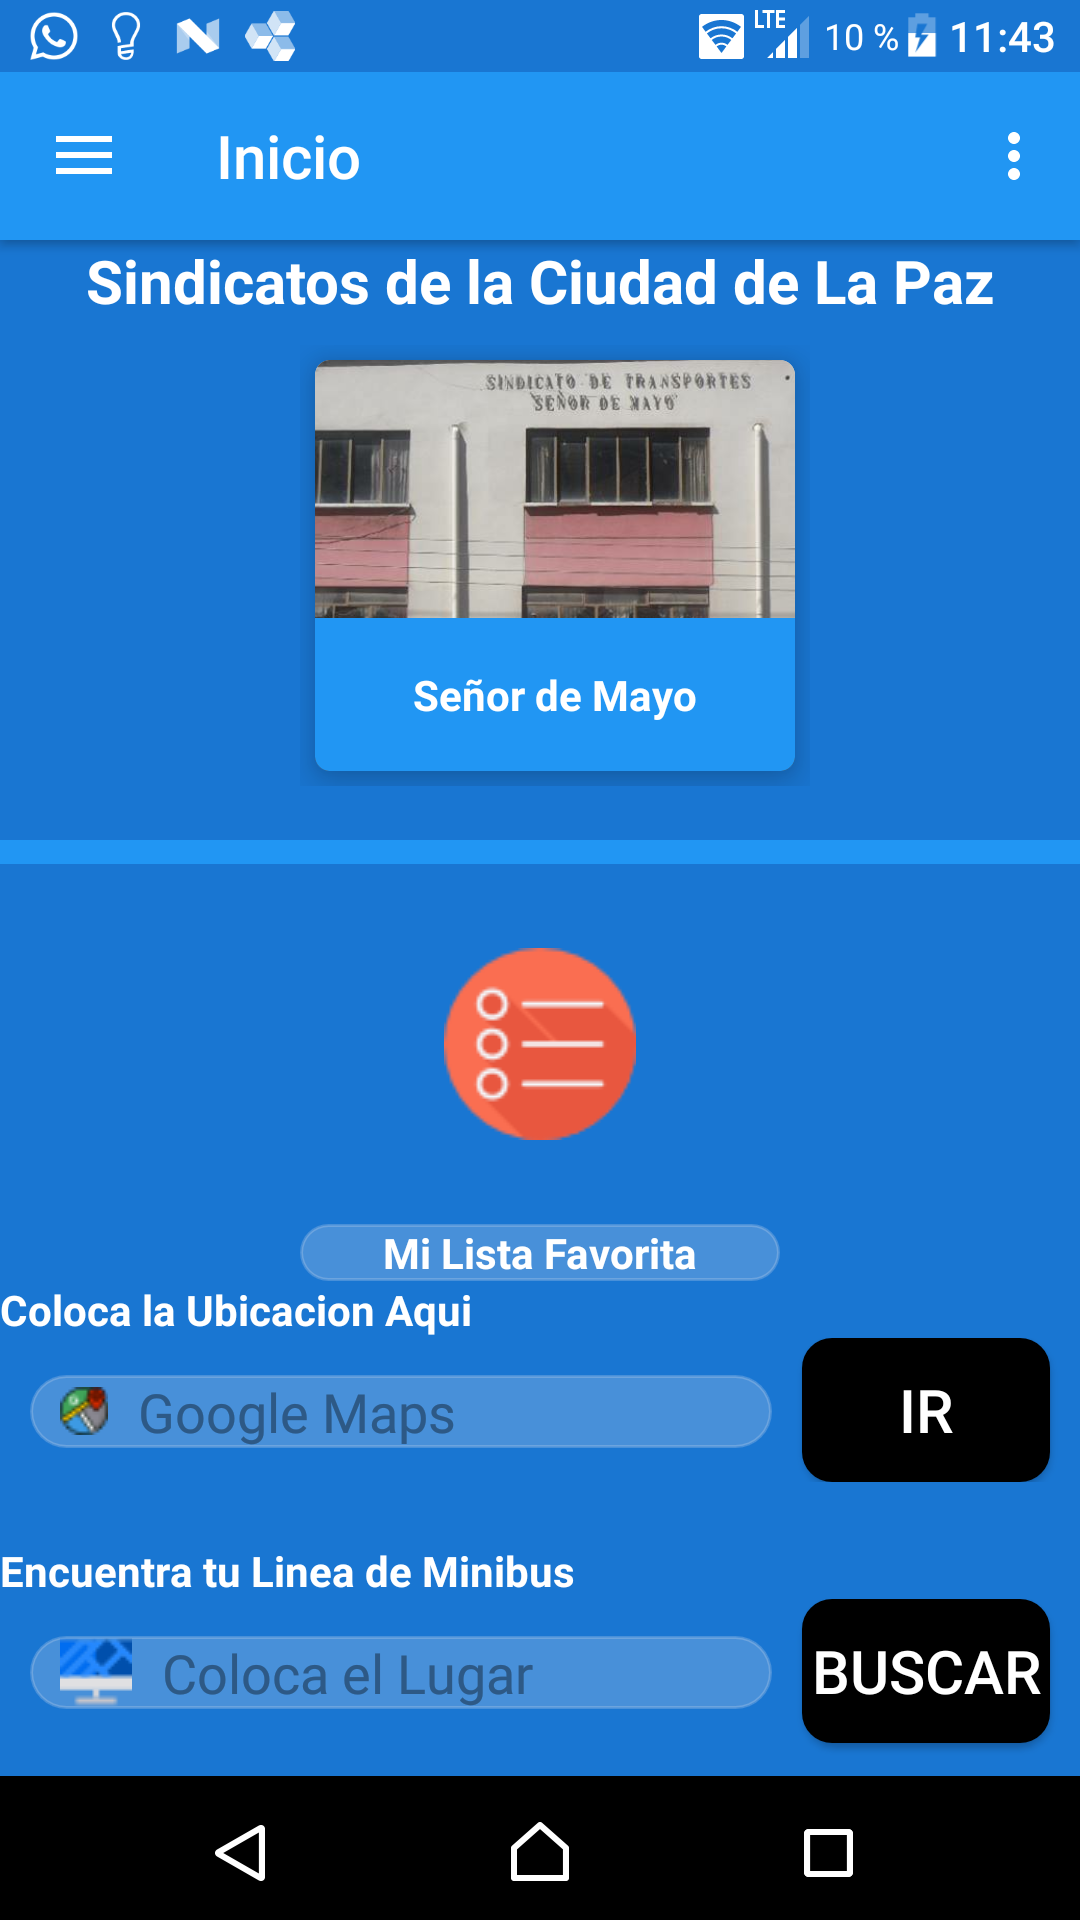 LTE 10 % 11:43
Inicio
Sindicatos de la Ciudad de La Paz
SINDICATO DE TRANSPORTES
SEÑOR DE MAYO
Señor de Mayo
Mi Lista Favorita
Coloca la Ubicacion Aqui
Google Maps
IR
Encuentra tu Linea de Minibus
Coloca el Lugar
BUSCAR